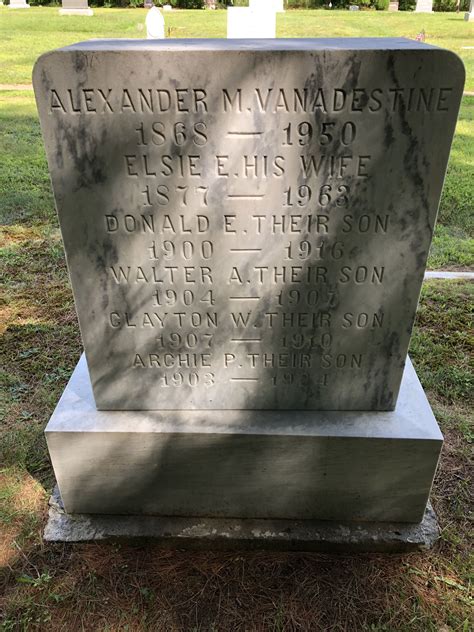 ALEXANDER M. VANADESTINE
1868 — 1950
ELSIE E. HIS WIFE
1877 — 1963
DONALD E. THEIR SON
1900 — 1916
WALTER A. THEIR SON
1904 — 1907
CLAYTON W. THEIR SON
1907 — 1910
ARCHIE P. THEIR SON
1903 —